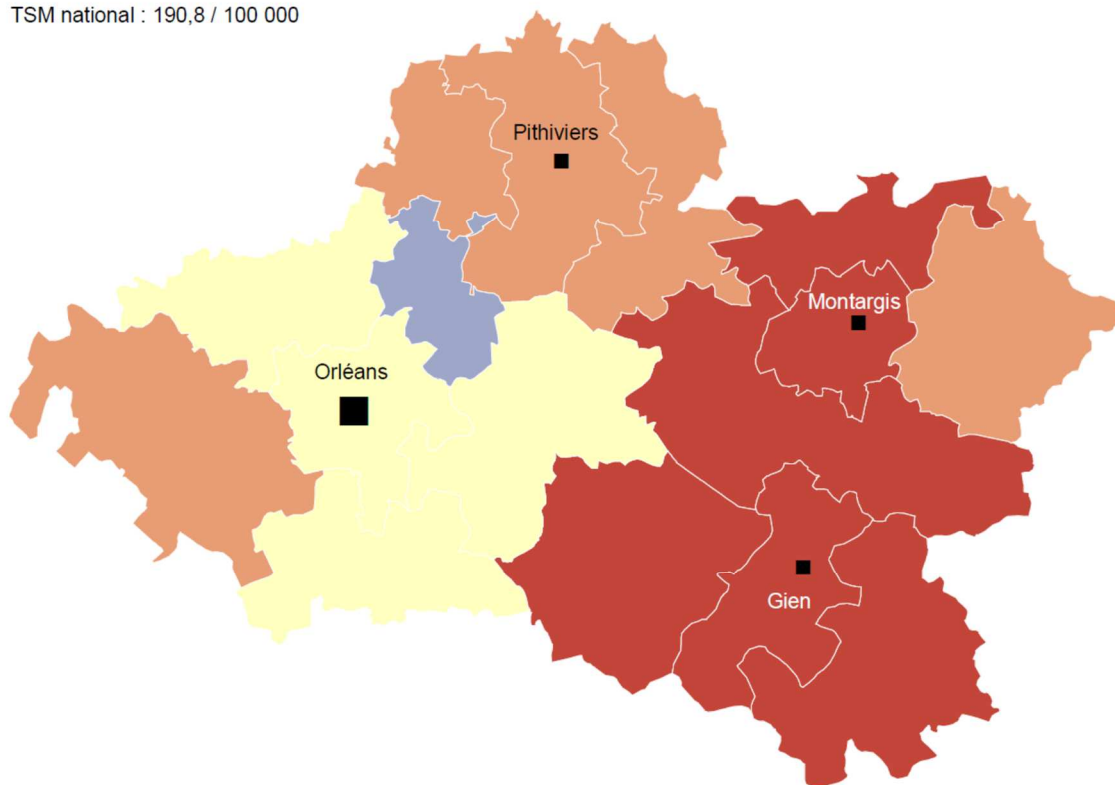 TSM national : 190,8 / 100 000
Pithiviers
Montargis
Orléans
Gien